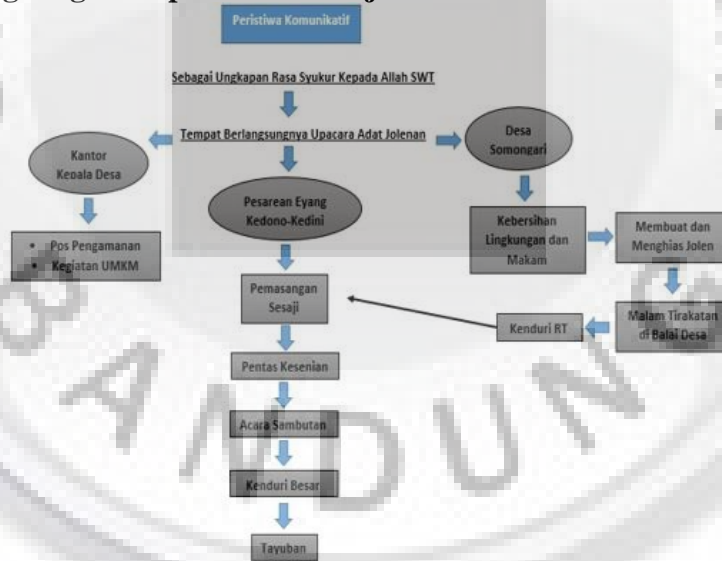 Peristiwa Komunikatif
Sebagai Ungkapan Rasa Syukur Kepada Allah SWT
Tempat Berlangsungnya Upacara Adat Jolenan
Kantor
Kepala Desa
• Pos Pengamanan
• Kegiatan UMKM
Pesarean Eyang
Kedono-Kedini
Pemasangan
Sesaji
Pentas Kesenian
Acara Sambutan
Kenduri Besar
Tayuban
Desa
Somongari
Kebersihan
Lingkungan dan
Makam
Membuat dan
Menghias Jolen
Malam Tirakatan
di Balai Desa
Kenduri RT
BANDUNG